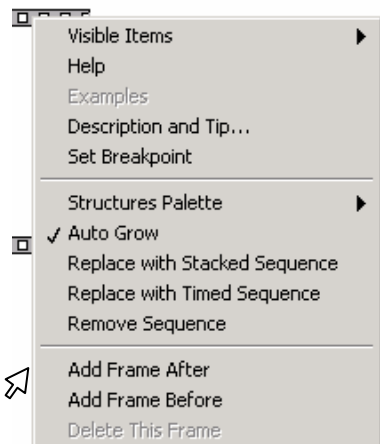 Visible Items
Help
Examples
Description and Tip...
Set Breakpoint
Structures Palette
Auto Grow
Replace with Stacked Sequence
Replace with Timed Sequence
Remove Sequence
Add Frame After
Add Frame Before
Delete This Frame